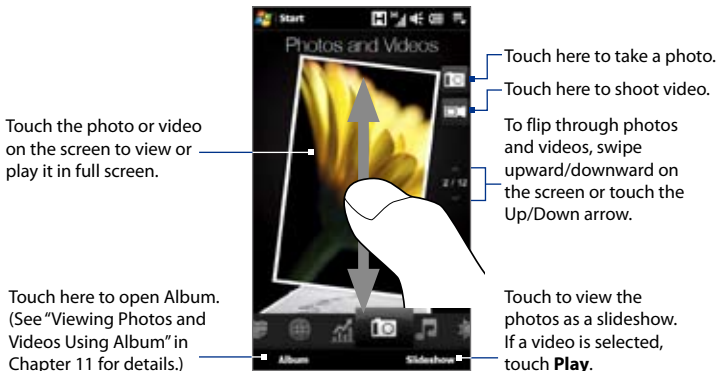 Start
Photos and Videos
Touch here to take a photo.
Touch here to shoot video.
To flip through photos
and videos, swipe
upward/downward on
the screen or touch the
Up/Down arrow.
Touch the photo or video
on the screen to view or
play it in full screen.
2 / 12
Touch here to open Album.
(See “Viewing Photos and
Videos Using Album” in
Chapter 11 for details.)
Touch to view the
photos as a slideshow.
If a video is selected,
touch Play.
Album
Slideshow